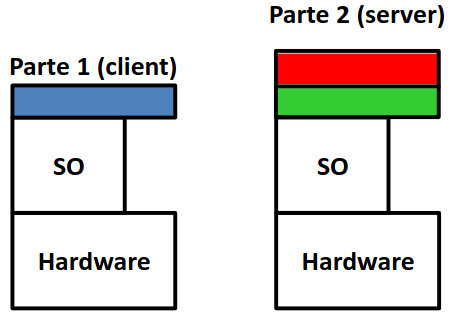 Parte 2 (server)
Parte 1 (client)
SO
SO
Hardware
Hardware